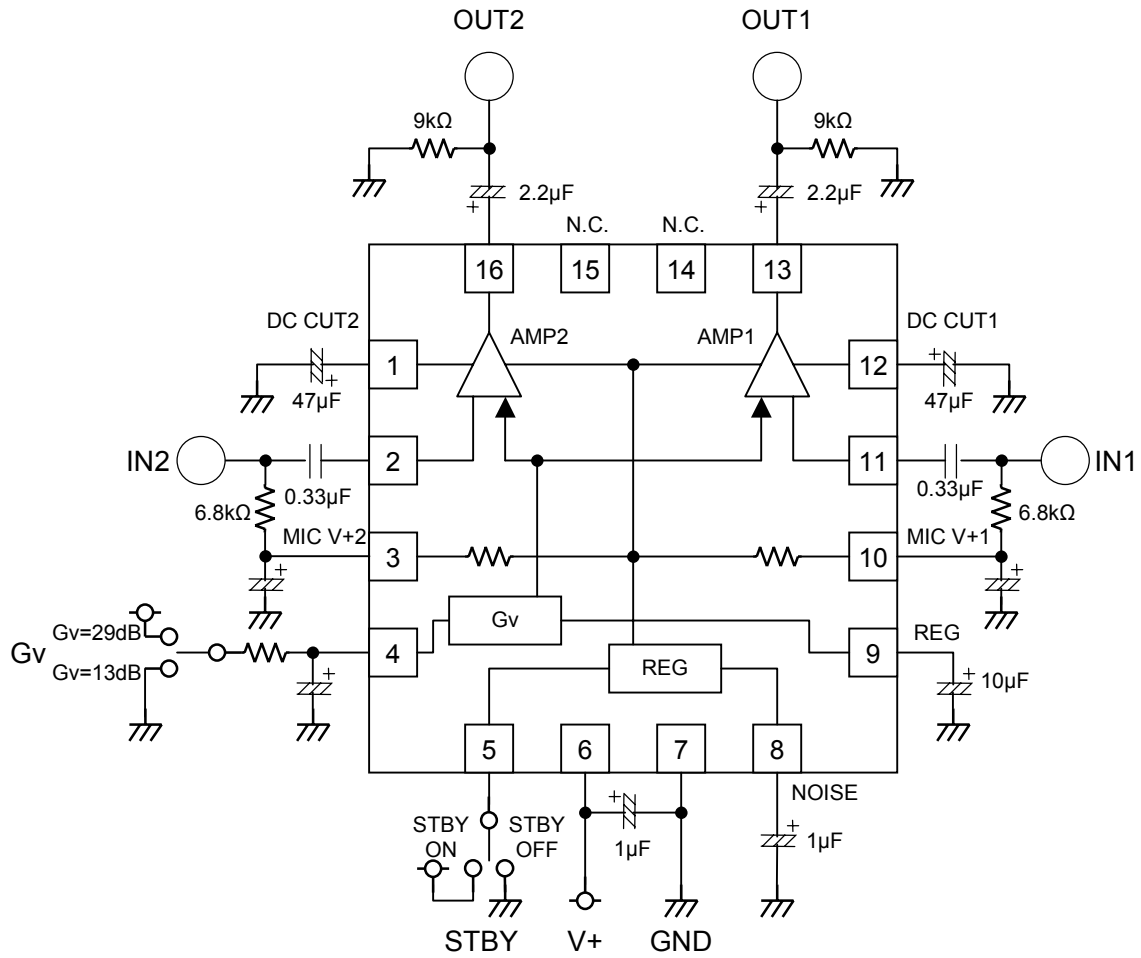 OUT2 OUT1
9kΩ 9kΩ
2.2µF 2.2µF
+ +
N.C. N.C.
16 15 14 13
DC CUT2 AMP2 AMP1 DC CUT1
1 12
+ +
47µF 47µF
IN2 2 11 IN1
0.33µF 0.33µF
6.8kΩ 6.8kΩ
MIC V+2 MIC V+1
3 10
+ +
Gv=29dB Gv REG
Gv 4 9
Gv=13dB REG
+ + 10µF
5 6 7 8
NOISE
STBY STBY + +
ON OFF 1µF 1µF
STBY V+ GND